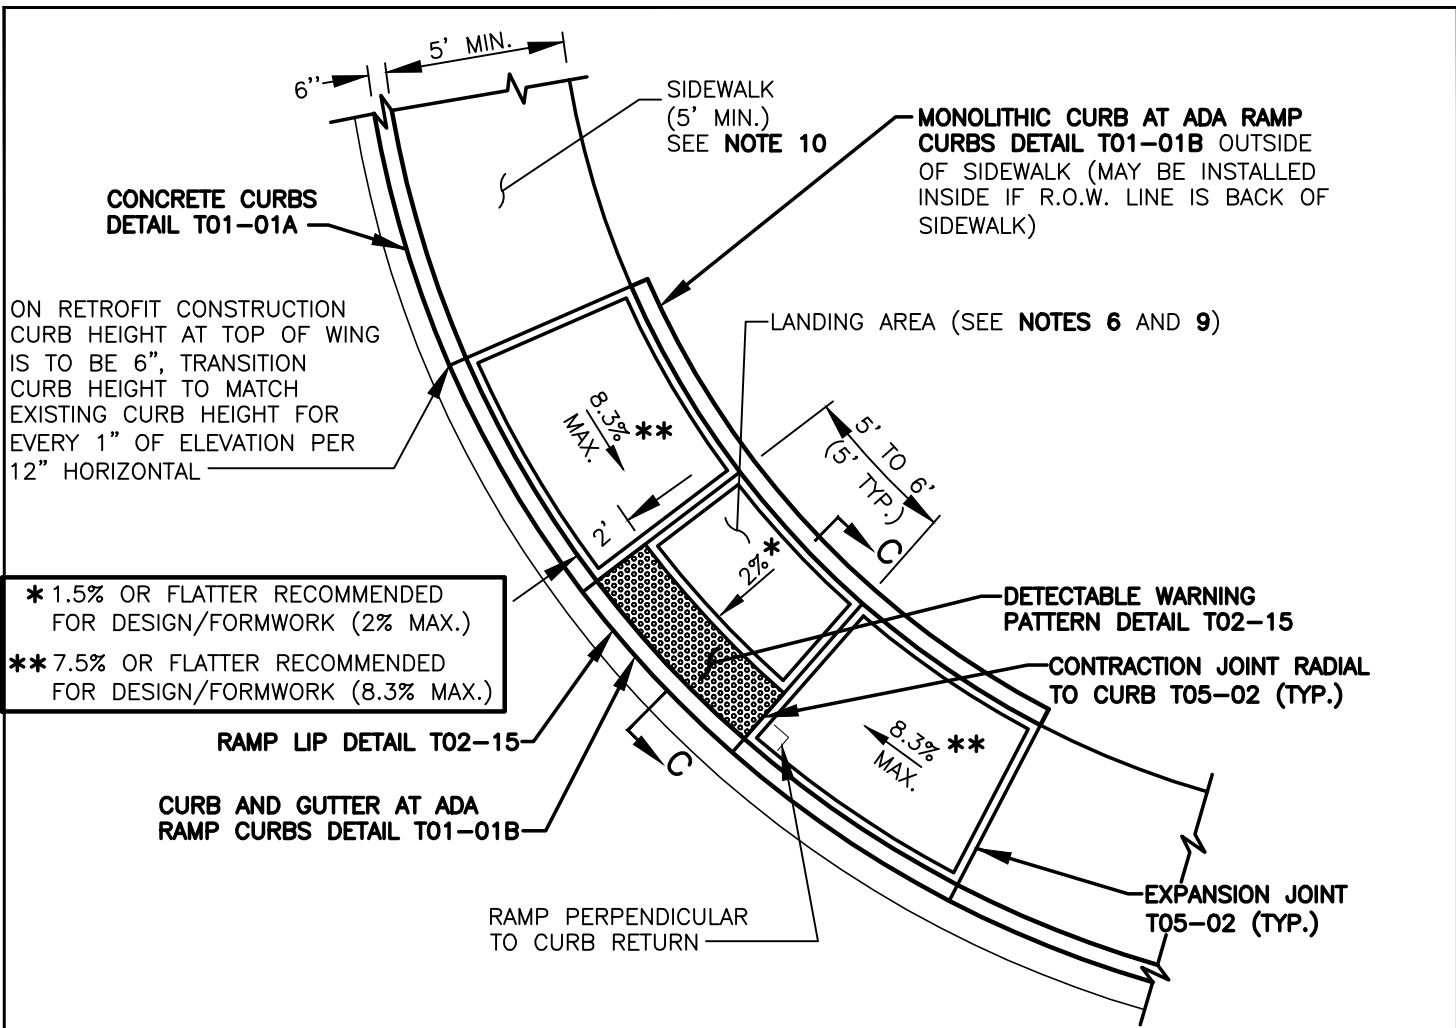 6''
5' MIN.
SIDEWALK
(5' MIN.)
SEE NOTE 10
MONOLITHIC CURB AT ADA RAMP
CURBS DETAIL T01-01B OUTSIDE
OF SIDEWALK (MAY BE INSTALLED
INSIDE IF R.O.W. LINE IS BACK OF
SIDEWALK)
CONCRETE CURBS
DETAIL T01-01A
ON RETROFIT CONSTRUCTION
CURB HEIGHT AT TOP OF WING
IS TO BE 6", TRANSITION
CURB HEIGHT TO MATCH
EXISTING CURB HEIGHT FOR
EVERY 1" OF ELEVATION PER
12" HORIZONTAL
LANDING AREA (SEE NOTES 6 AND 9)
8.3% **
MAX.
5' TO 6'
(5' TYP.)
2'
2% *
C
* 1.5% OR FLATTER RECOMMENDED
FOR DESIGN/FORMWORK (2% MAX.)
** 7.5% OR FLATTER RECOMMENDED
FOR DESIGN/FORMWORK (8.3% MAX.)
DETECTABLE WARNING
PATTERN DETAIL T02-15
CONTRACTION JOINT RADIAL
TO CURB T05-02 (TYP.)
RAMP LIP DETAIL T02-15
C
8.3% **
MAX.
CURB AND GUTTER AT ADA
RAMP CURBS DETAIL T01-01B
RAMP PERPENDICULAR
TO CURB RETURN
EXPANSION JOINT
T05-02 (TYP.)